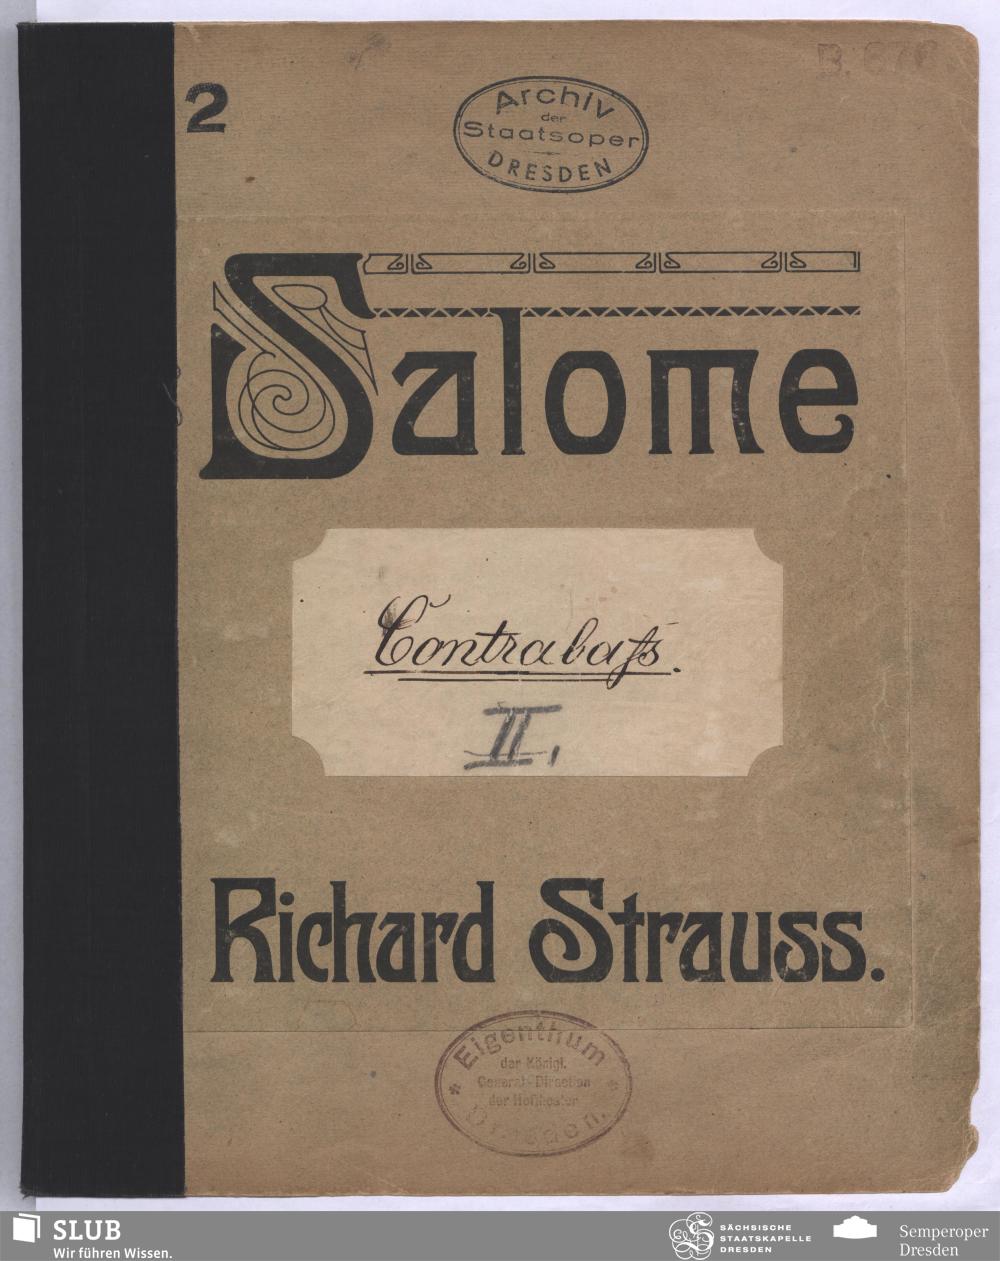 B. 
2
Archiv
der
Staatsoper
DRESDEN
Salome
Contrabaſs.
II.
Richard Strauss.
Eigenthum
der Königl.
General-Direction
der Hoftheater
Dresden.
SLUB
Wir führen Wissen.
SÄCHSISCHE
STAATSKAPELLE
DRESDEN
Semperoper
Dresden